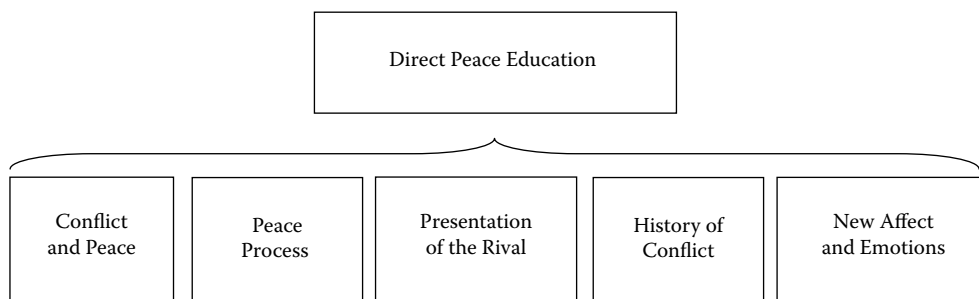 Direct Peace Education
Conflict
and Peace
Peace
Process
Presentation
of the Rival
History of
Conflict
New Affect
and Emotions